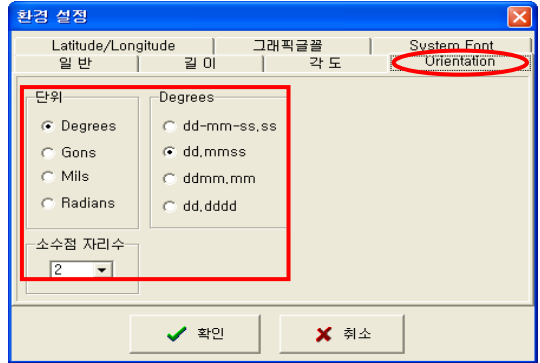 환경 설정
Latitude/Longitude 그래픽글꼴 System Font
일 반 길 이 각 도 Orientation
단위 Degrees
Degrees dd-mm-ss.ss
Gons dd.mmss
Mils ddmm.mm
Radians dd.dddd
소수점 자리수
2
확인 취소